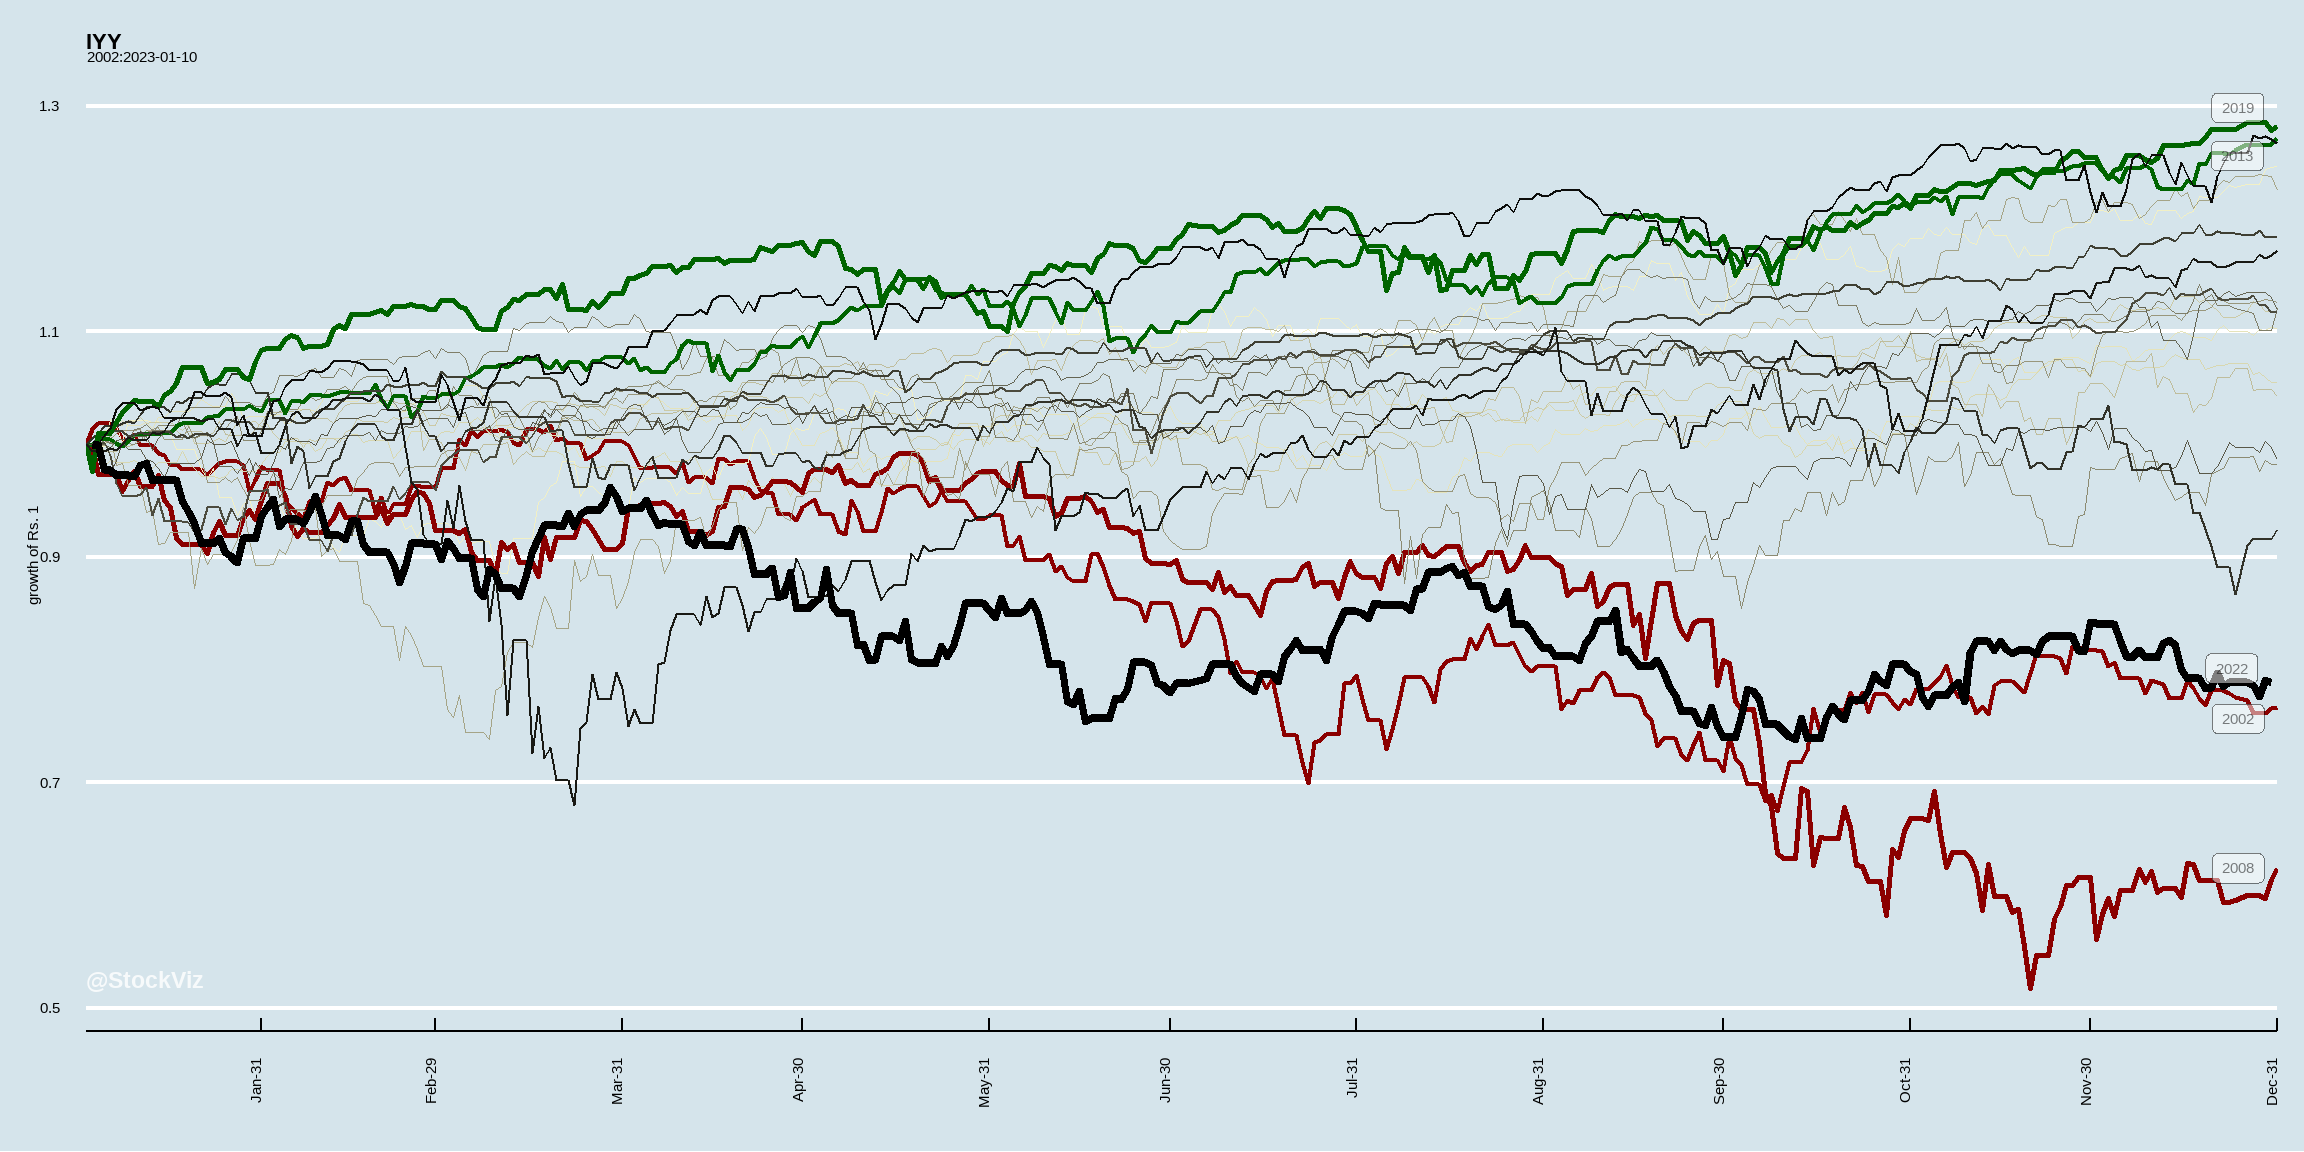 IYY
2002:2023-01-10
1.3
1.1
0.9
0.7
0.5
growth of Rs. 1
2019
2013
2022
2002
2008
@StockViz
Jan-31
Feb-29
Mar-31
Apr-30
May-31
Jun-30
Jul-31
Aug-31
Sep-30
Oct-31
Nov-30
Dec-31